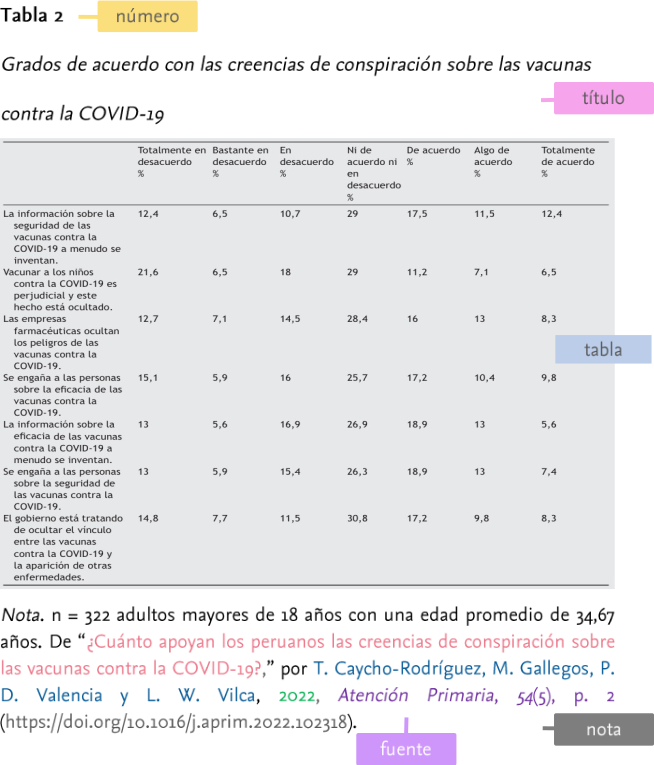 Tabla 2
número
Grados de acuerdo con las creencias de conspiración sobre las vacunas
título
contra la COVID-19
Totalmente en Bastante en En Ni de De acuerdo Algo de Totalmente
desacuerdo desacuerdo desacuerdo acuerdo ni % acuerdo de acuerdo
% % % en % %
desacuerdo
%
La información sobre la 12,4 6,5 10,7 29 17,5 11,5 12,4
seguridad de las
vacunas contra la
COVID-19 a menudo se
inventan.
Vacunar a los niños 21,6 6,5 18 29 11,2 7,1 6,5
contra la COVID-19 es
perjudicial y este
hecho está ocultado.
Las empresas 12,7 7,1 14,5 28,4 16 13 8,3
farmacéuticas ocultan
los peligros de las
vacunas contra la
COVID-19.
tabla
Se engaña a las personas 15,1 5,9 16 25,7 17,2 10,4 9,8
sobre la eficacia de las
vacunas contra la
COVID-19.
La información sobre la 13 5,6 16,9 26,9 18,9 13 5,6
eficacia de las vacunas
contra la COVID-19 a
menudo se inventan.
Se engaña a las personas 13 5,9 15,4 26,3 18,9 13 7,4
sobre la seguridad de
las vacunas contra la
COVID-19.
El gobierno está tratando 14,8 7,7 11,5 30,8 17,2 9,8 8,3
de ocultar el vínculo
entre las vacunas
contra la COVID-19 y
la aparición de otras
enfermedades.
Nota. n = 322 adultos mayores de 18 años con una edad promedio de 34,67
años. De “¿Cuánto apoyan los peruanos las creencias de conspiración sobre
las vacunas contra la COVID-19?,” por T. Caycho-Rodríguez, M. Gallegos, P.
D. Valencia y L. W. Vilca, 2022, Atención Primaria, 54(5), p. 2
(https://doi.org/10.1016/j.aprim.2022.102318).
nota
fuente